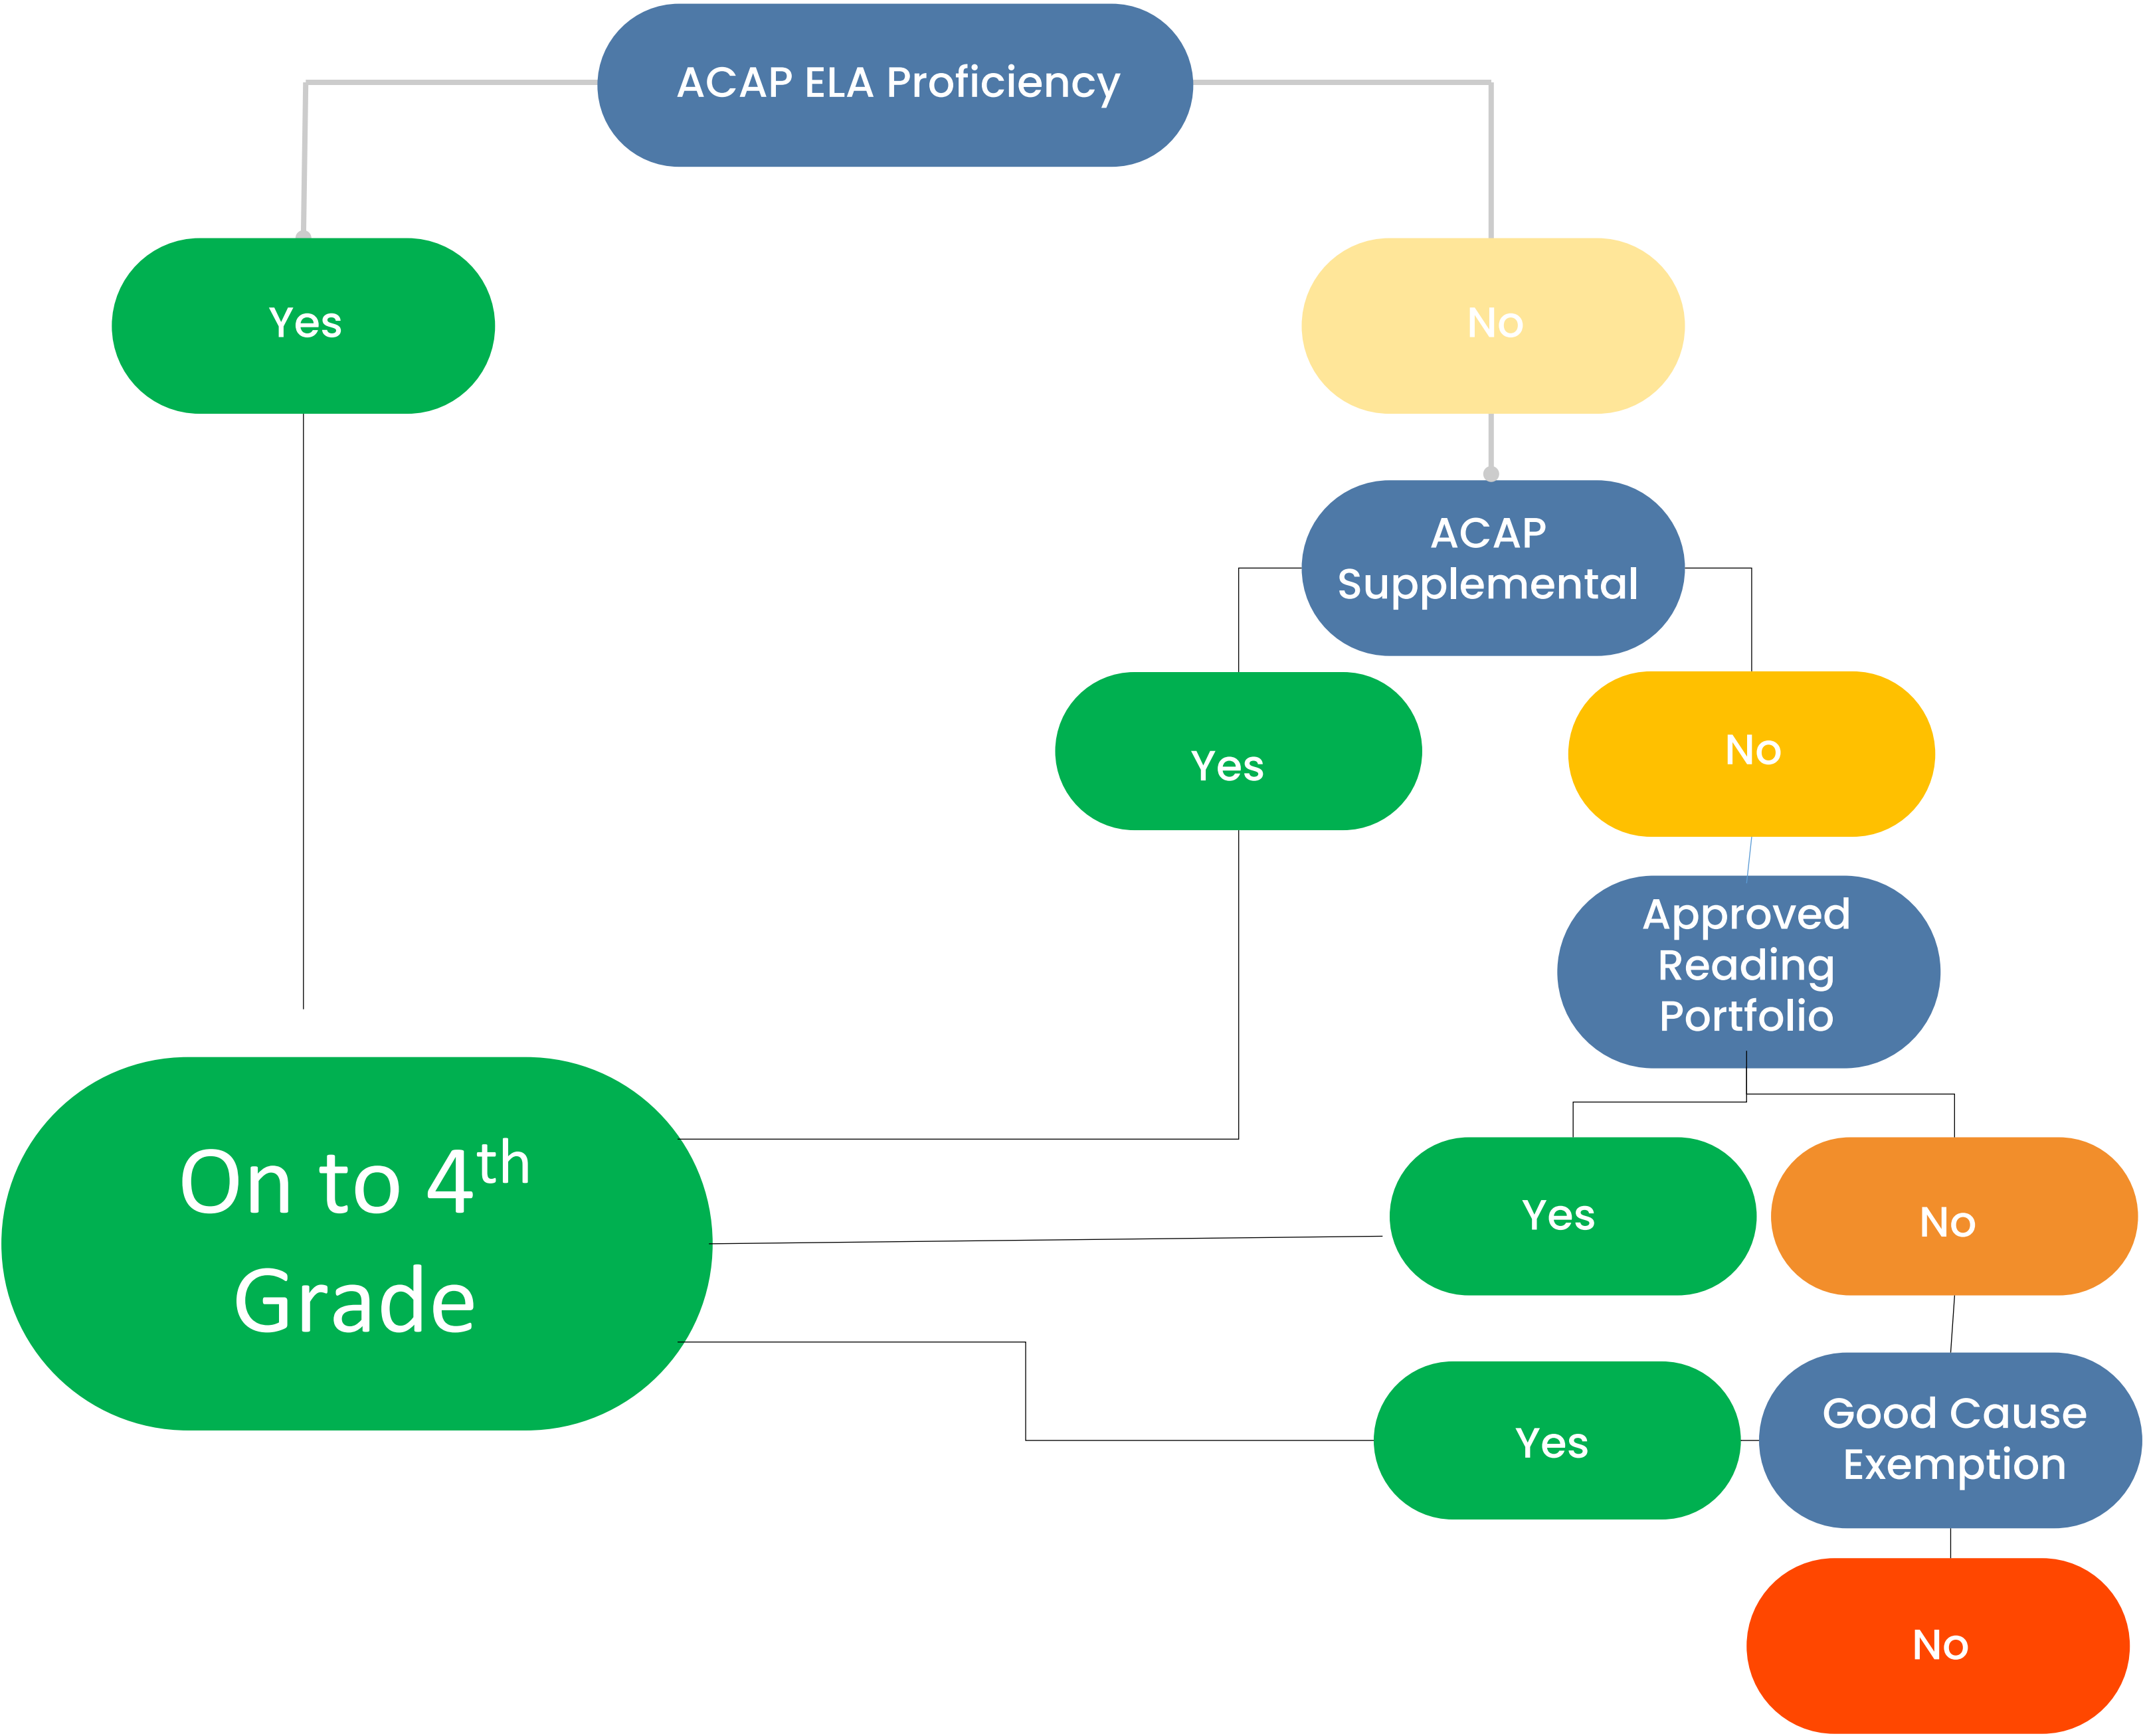 ACAP ELA Proficiency
Yes
No
ACAP
Supplemental
Yes
No
Approved
Reading
Portfolio
On to 4th
Grade
Yes
No
Yes
Good Cause
Exemption
No